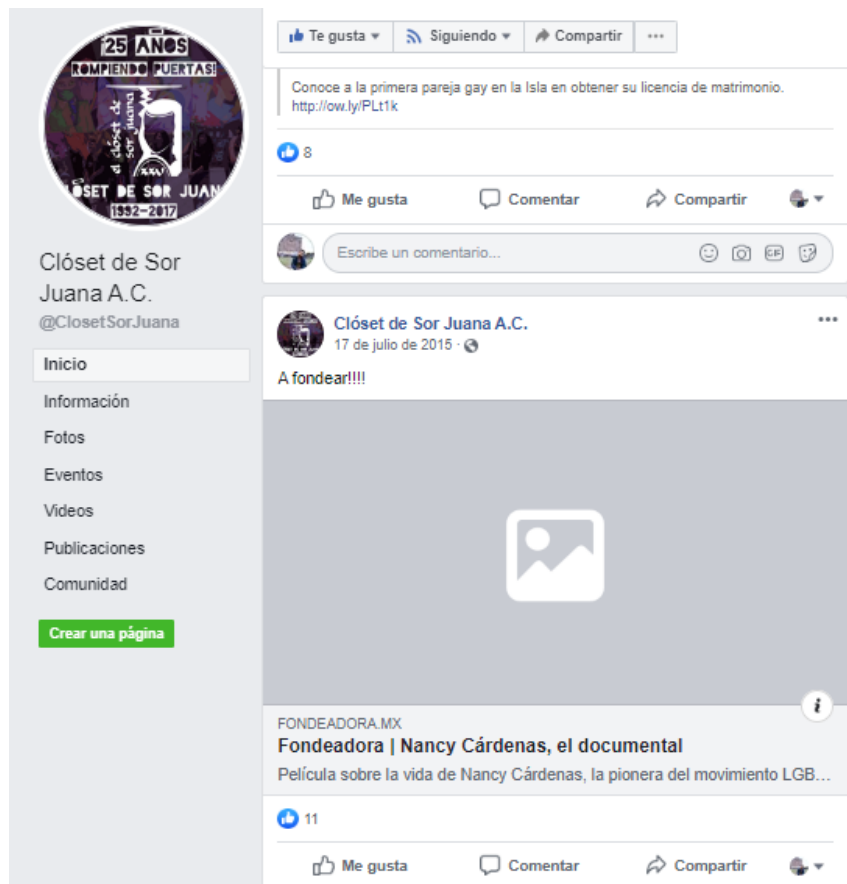 25 AÑOS
ROMPIENDO PUERTAS!
el clóset de
sor juana
CLÓSET DE SOR JUANA
1992-2017
Clóset de Sor
Juana A.C.
@ClosetSorJuana
Inicio
Información
Fotos
Eventos
Videos
Publicaciones
Comunidad
Crear una página
Te gusta Siguiendo Compartir ...
Conoce a la primera pareja gay en la Isla en obtener su licencia de matrimonio.
http://ow.ly/PLt1k
8
Me gusta Comentar Compartir
Escribe un comentario... GIF
Clóset de Sor Juana A.C.
17 de julio de 2015 ·
A fondear!!!!
i
FONDEADORA.MX
Fondeadora | Nancy Cárdenas, el documental
Película sobre la vida de Nancy Cárdenas, la pionera del movimiento LGB...
11
Me gusta Comentar Compartir